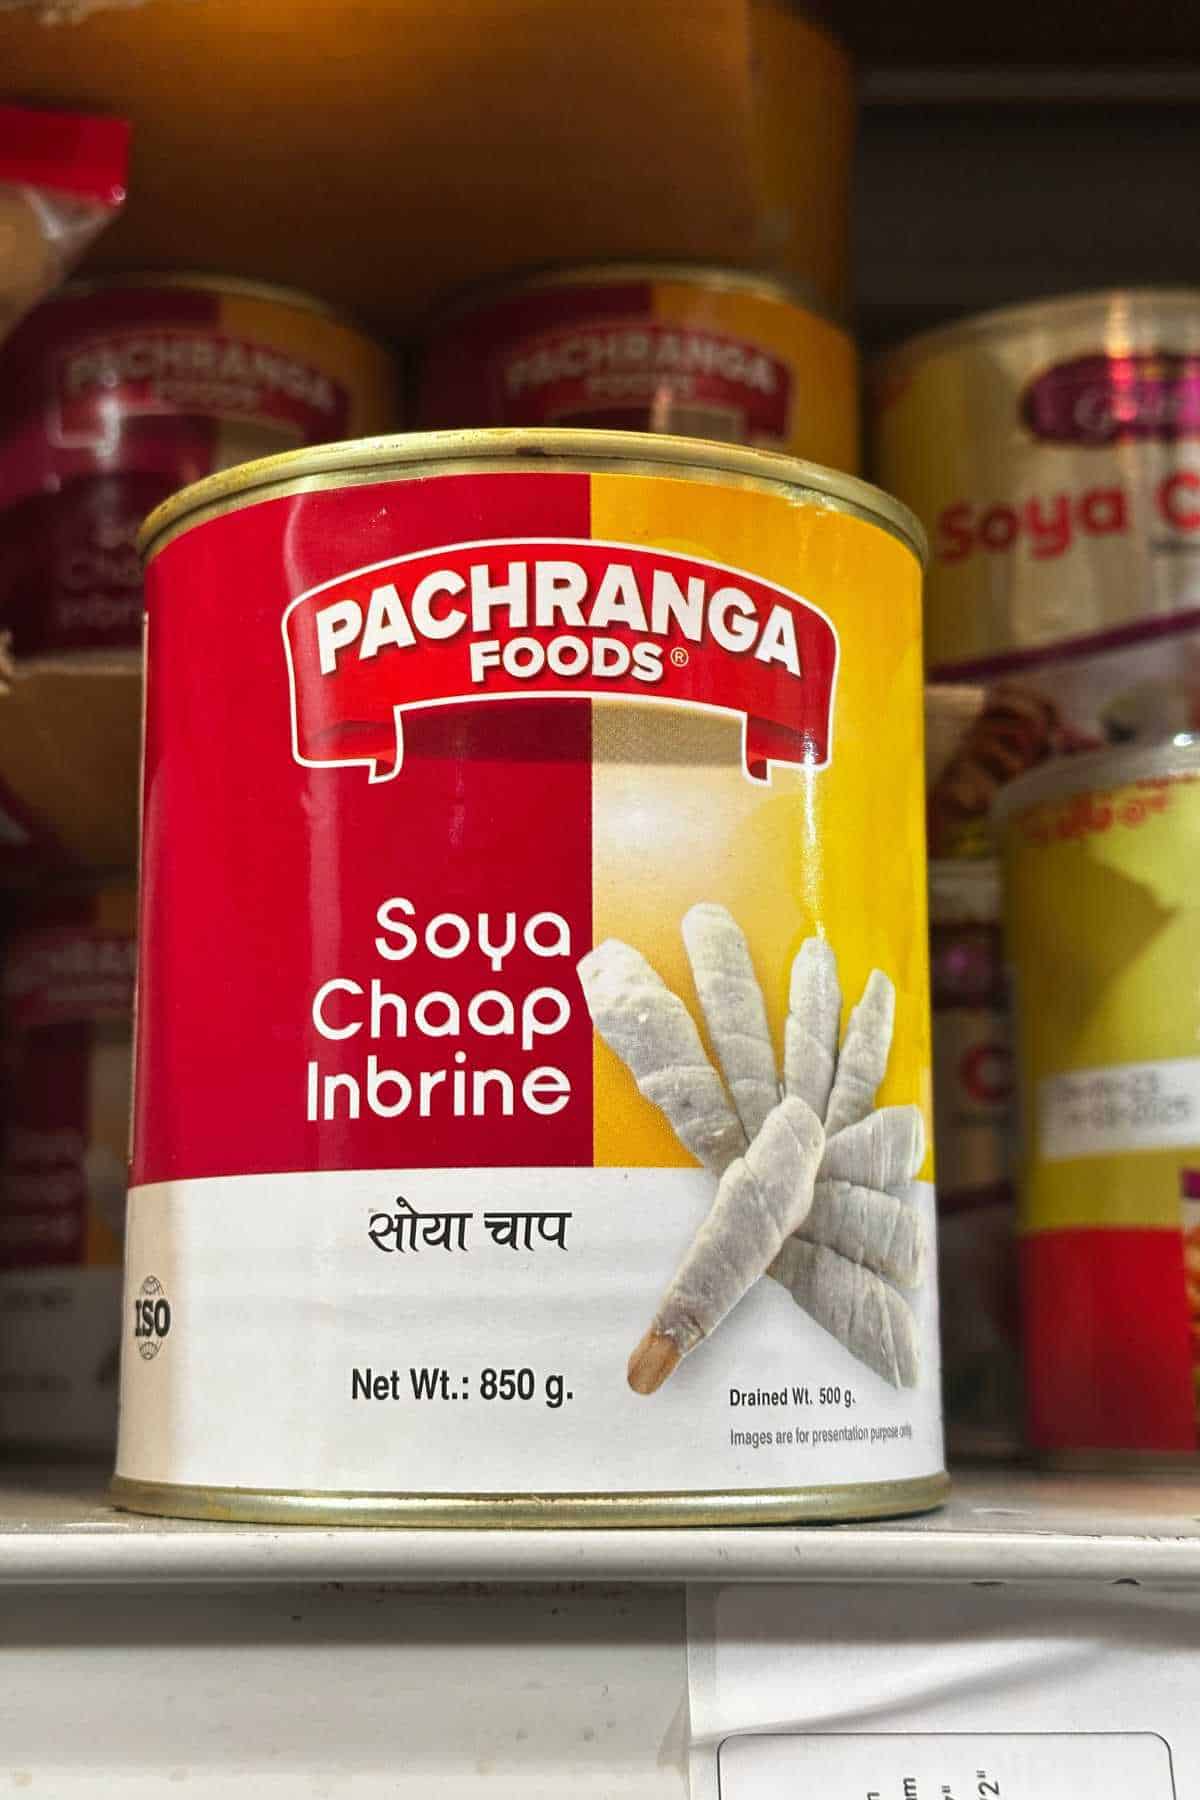 PACHRANGA
FOODS
PACHRANGA
FOODS
Soya
PACHRANGA
FOODS®
Soya
Chaap
Inbrine
सोया चाप
ISO
Net Wt.: 850 g.
Drained Wt. 500 g.
Images are for presentation purpose only.